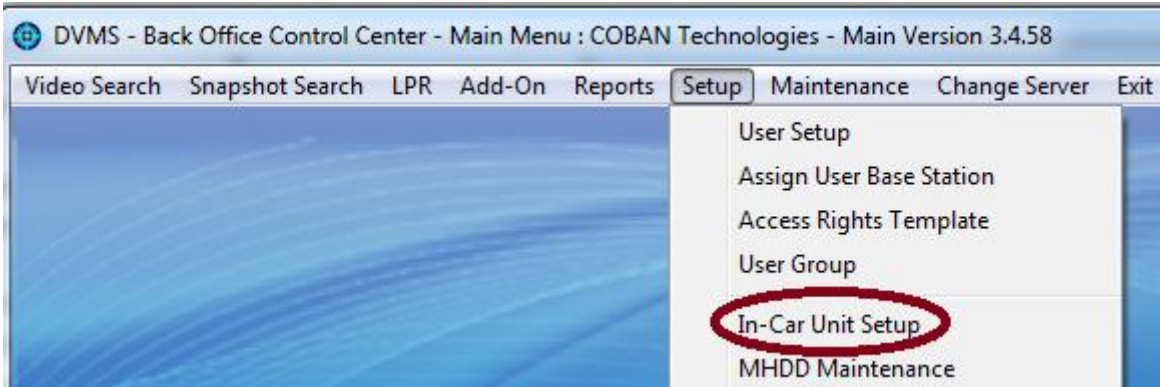 DVMS - Back Office Control Center - Main Menu : COBAN Technologies - Main Version 3.4.58
Video Search Snapshot Search LPR Add-On Reports Setup Maintenance Change Server Exit
User Setup
Assign User Base Station
Access Rights Template
User Group
In-Car Unit Setup
MHDD Maintenance